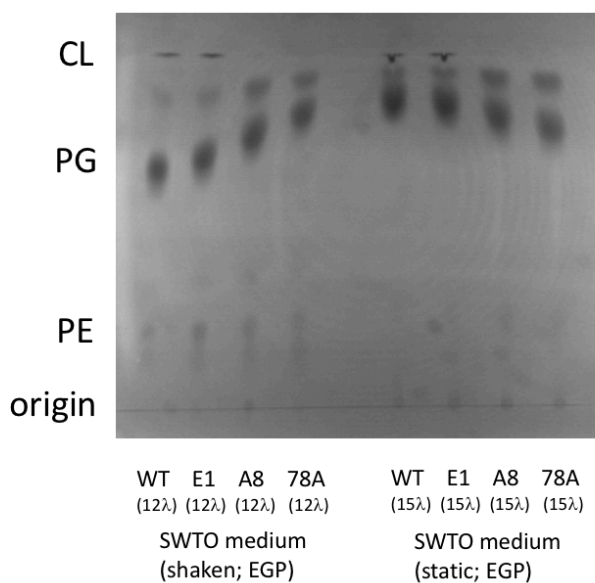 CL
PG
PE
origin
WT E1 A8 78A WT E1 A8 78A
(12λ) (12λ) (12λ) (12λ) (15λ) (15λ) (15λ) (15λ)
SWTO medium SWTO medium
(shaken; EGP) (static; EGP)